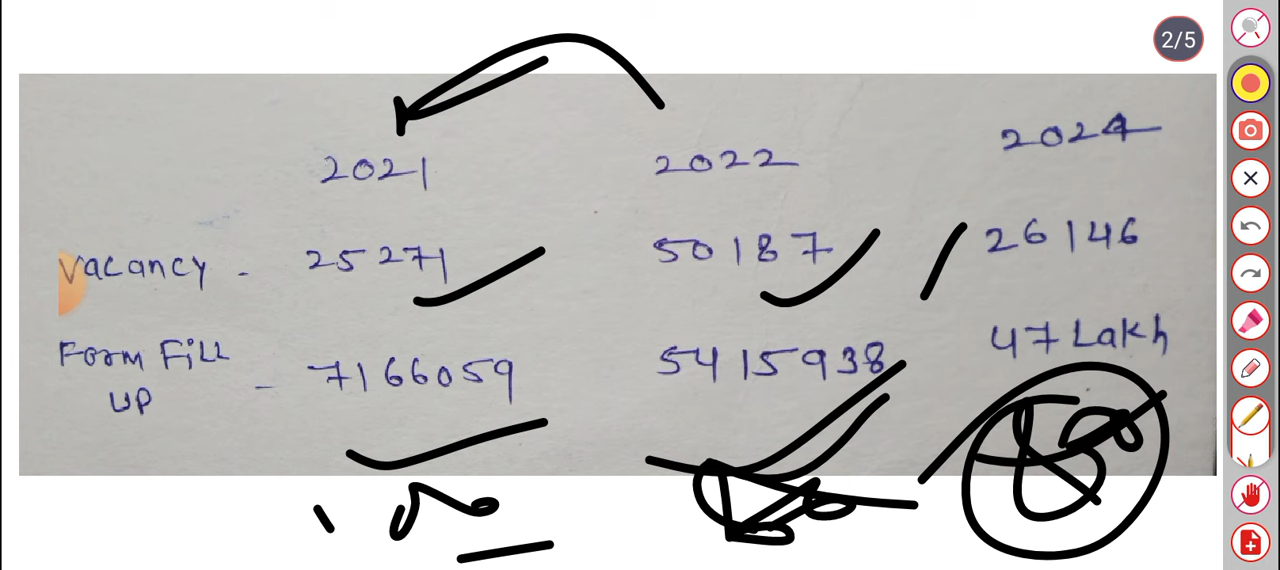 2/5
2021 2022 2024
Vacancy - 25271 50187 26146
Form Fill - 7166059 5415938 47 Lakh
UP